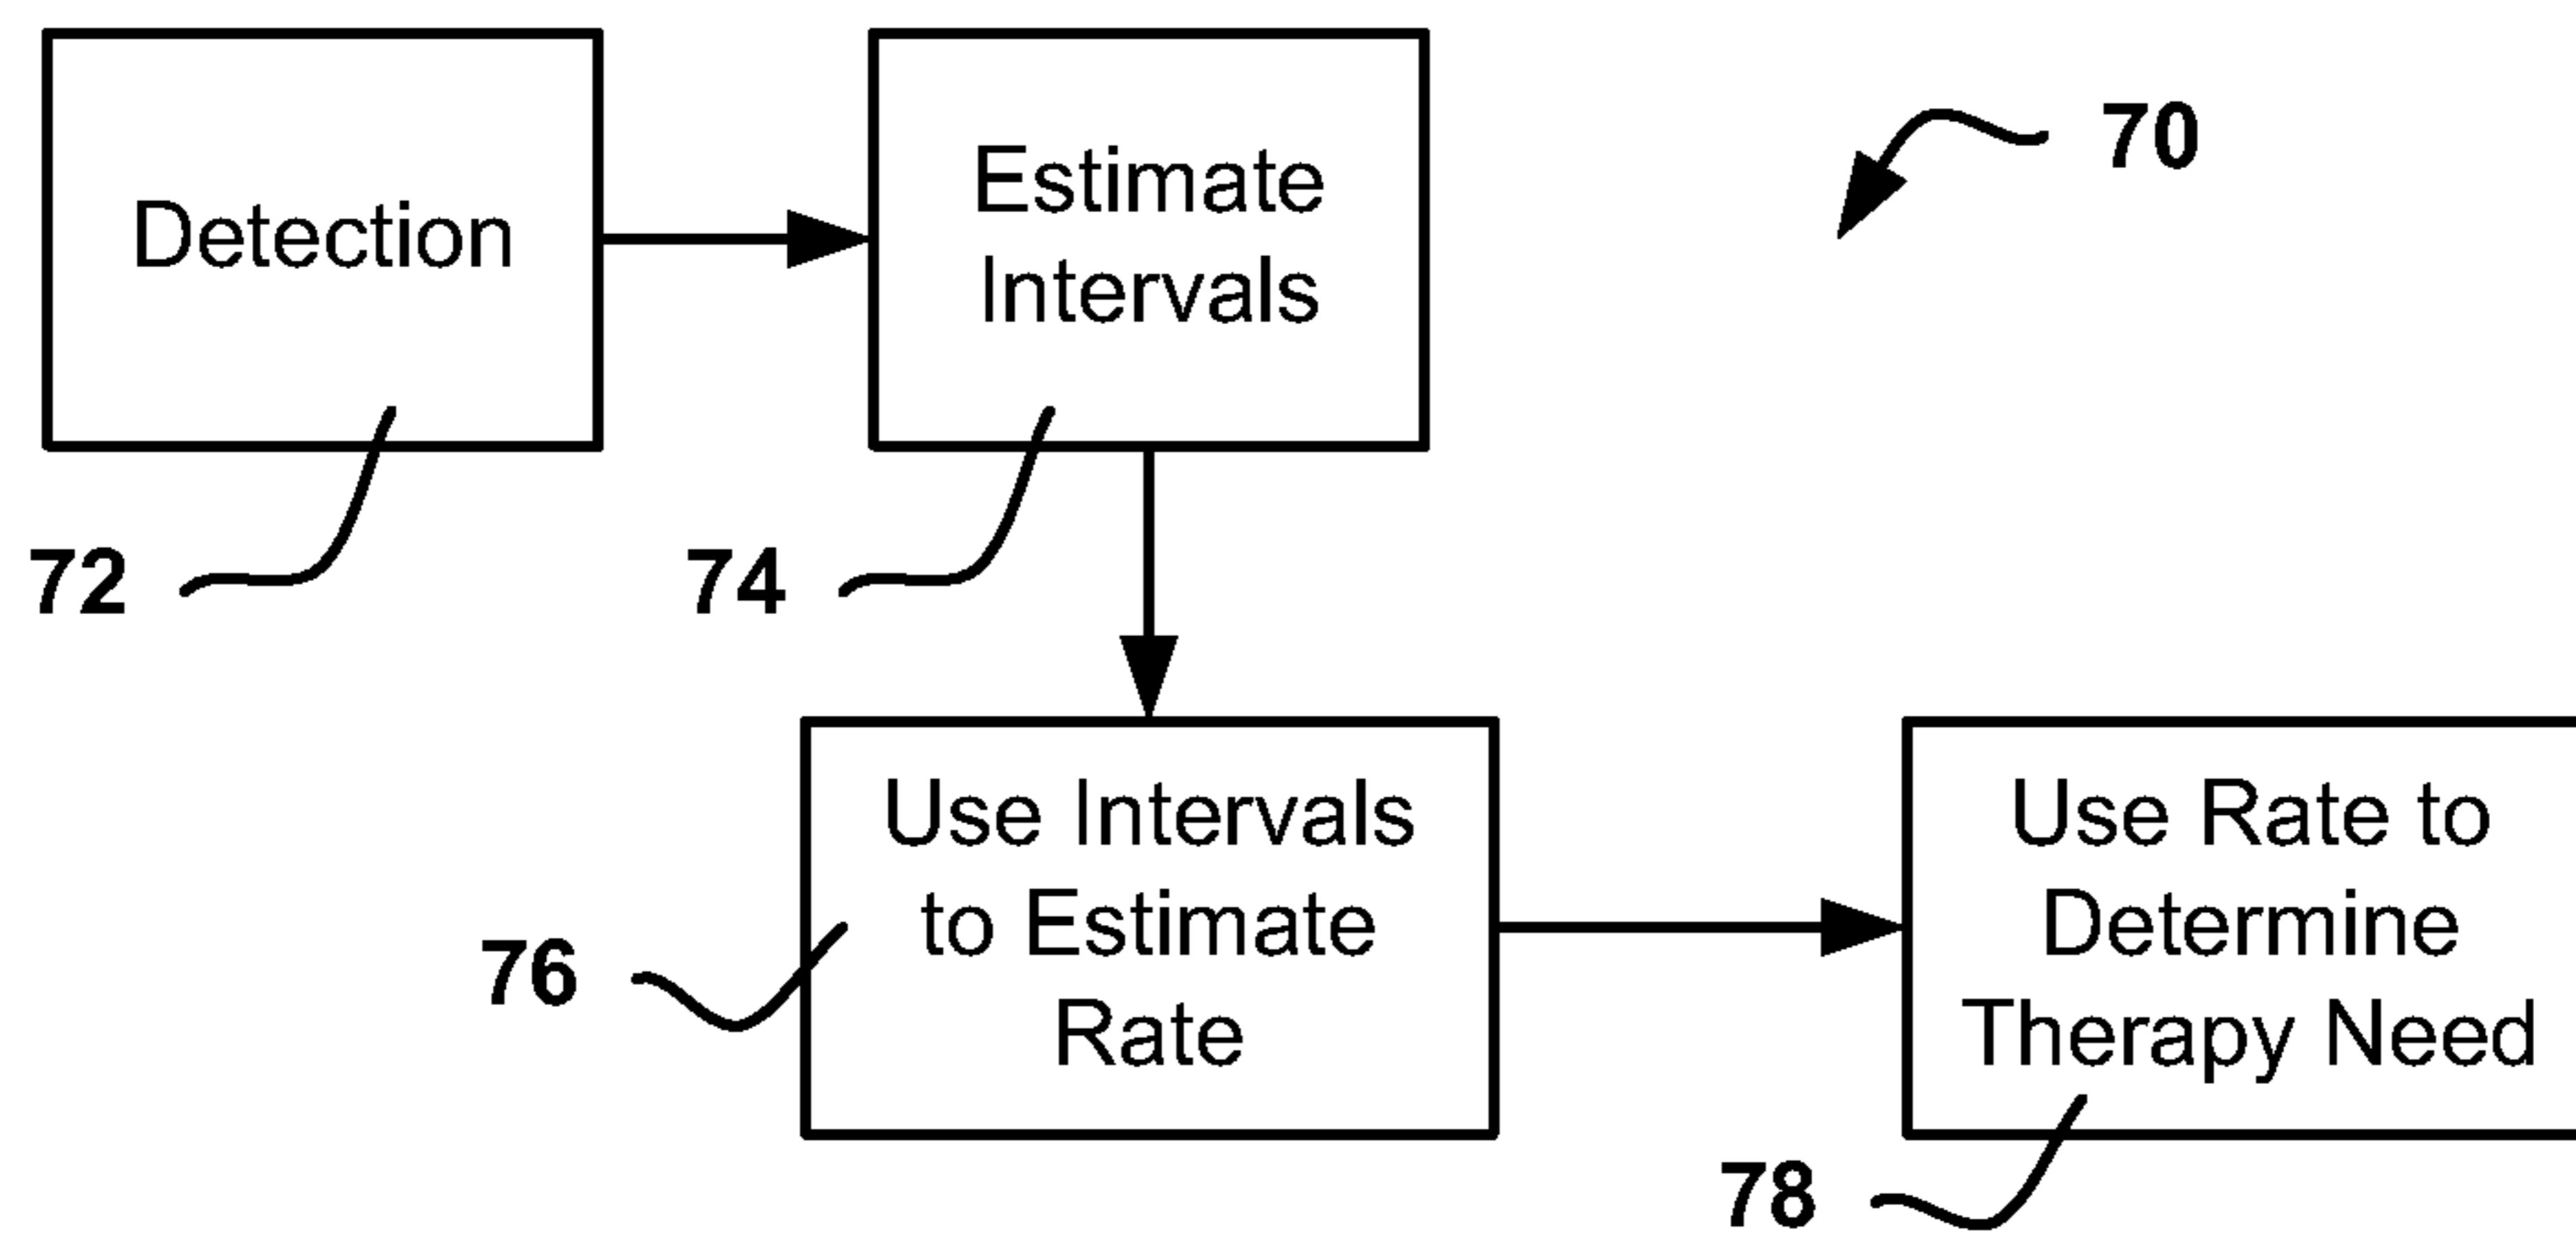 Detection
Estimate
Intervals
70
72
74
Use Intervals
to Estimate
Rate
76
Use Rate to
Determine
Therapy Need
78